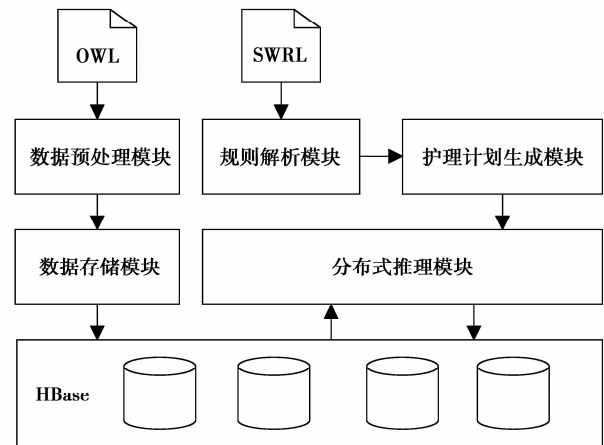 OWL
SWRL
数据预处理模块
规则解析模块
护理计划生成模块
数据存储模块
分布式推理模块
HBase